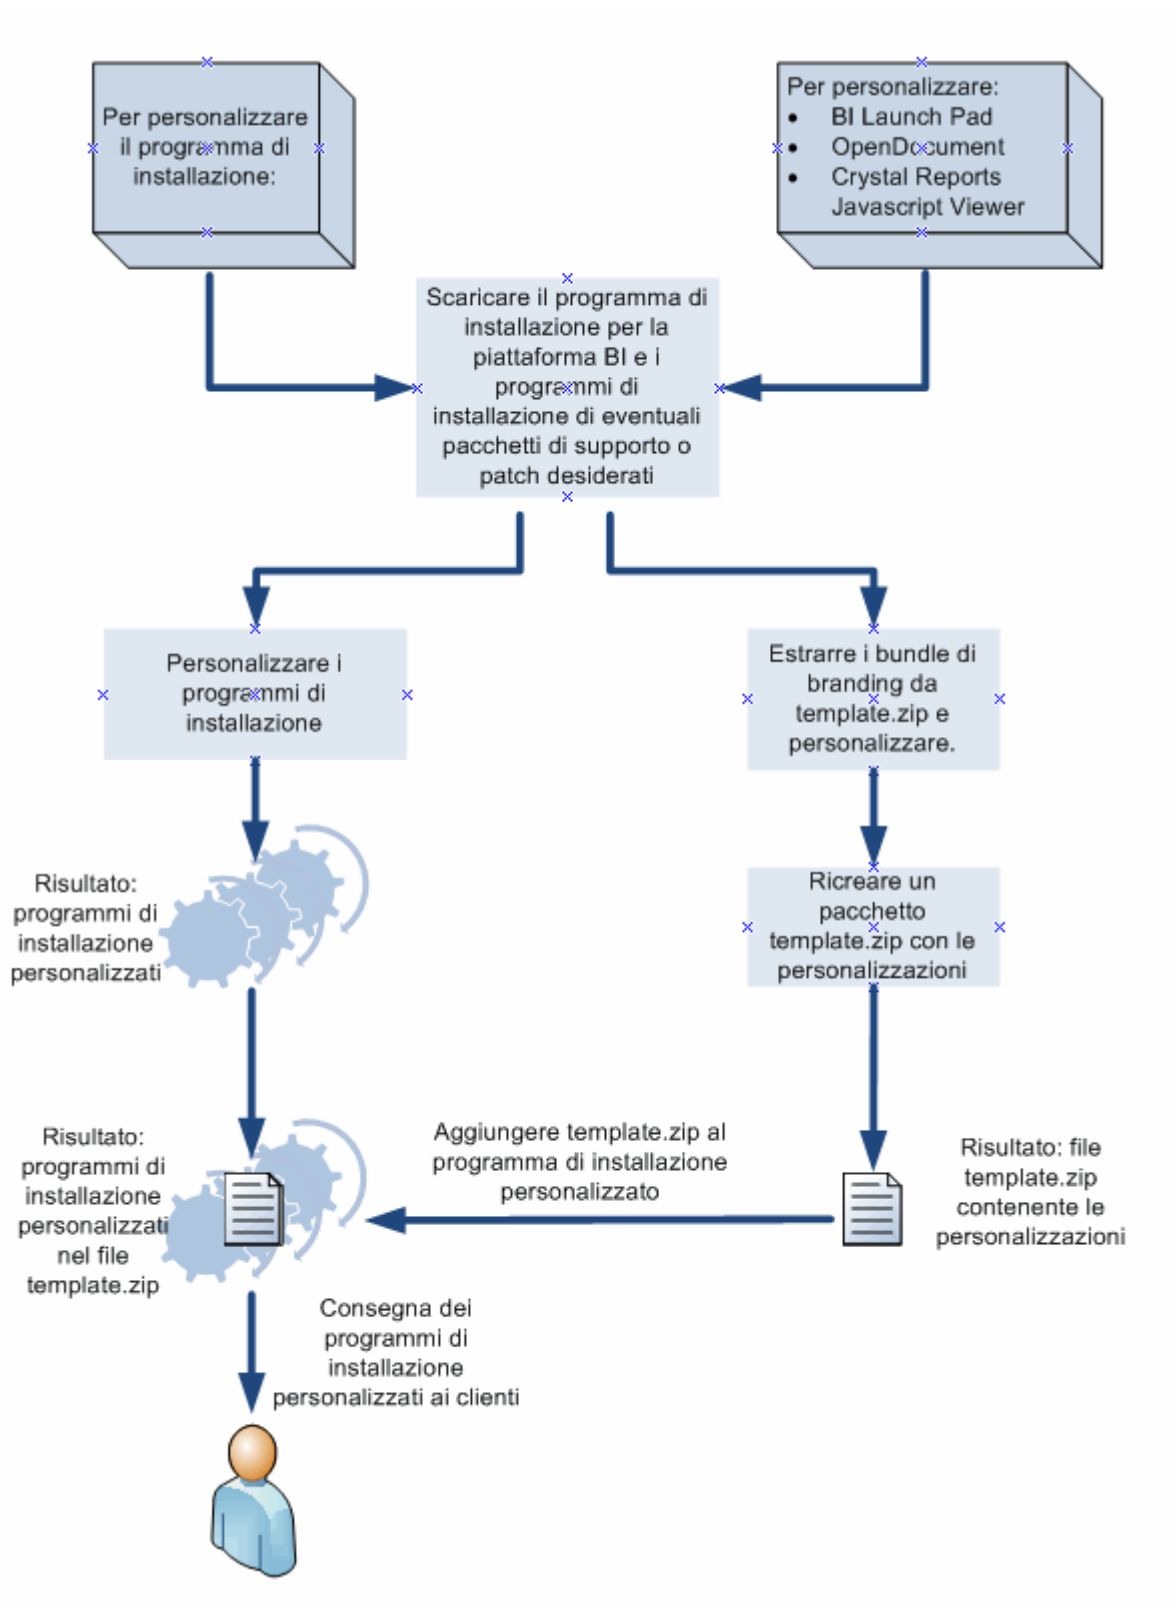 Per personalizzare
il programma di
installazione:
Per personalizzare:
• BI Launch Pad
• OpenDocument
• Crystal Reports
Javascript Viewer
Scaricare il programma di
installazione per la
piattaforma BI e i
programmi di
installazione di eventuali
pacchetti di supporto o
patch desiderati
Personalizzare i
programmi di
installazione
Estrarre i bundle di
branding da
template.zip e
personalizzare.
Risultato:
programmi di
installazione
personalizzati
Ricreare un
pacchetto
template.zip con le
personalizzazioni
Risultato:
programmi di
installazione
personalizzati
nel file
template.zip
Aggiungere template.zip al
programma di installazione
personalizzato
Risultato: file
template.zip
contenente le
personalizzazioni
Consegna dei
programmi di
installazione
personalizzati ai clienti